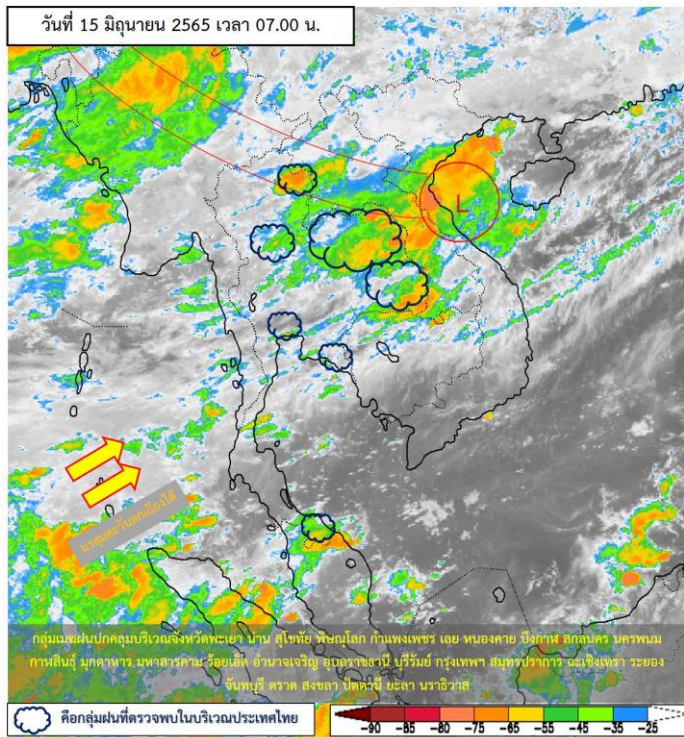 วันที่ 15 มิถุนายน 2565 เวลา 07.00 น.
L
มรสุมตะวันตกเฉียงใต้
กลุ่มเมฆฝนปกคลุมบริเวณจังหวัดพะเยา น่าน สุโขทัย พิษณุโลก กำแพงเพชร เลย หนองคาย บึงกาฬ สกลนคร นครพนม
กาฬสินธุ์ มุกดาหาร มหาสารคาม ร้อยเอ็ด อำนาจเจริญ อุบลราชธานี บุรีรัมย์ กรุงเทพฯ สมุทรปราการ ฉะเชิงเทรา ระยอง
จันทบุรี ตราด สงขลา ปัตตานี ยะลา นราธิวาส
คือกลุ่มฝนที่ตรวจพบในบริเวณประเทศไทย
-90 -85 -80 -75 -65 -55 -45 -35 -25